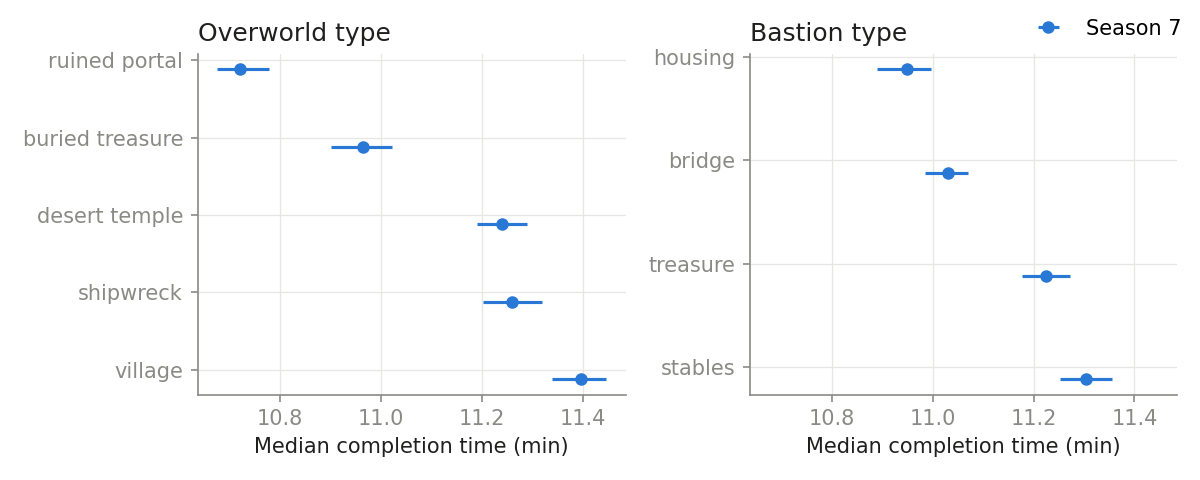 Overworld type
ruined portal
buried treasure
desert temple
shipwreck
village
10.8 11.0 11.2 11.4
Median completion time (min)
Bastion type
Season 7
housing
bridge
treasure
stables
10.8 11.0 11.2 11.4
Median completion time (min)